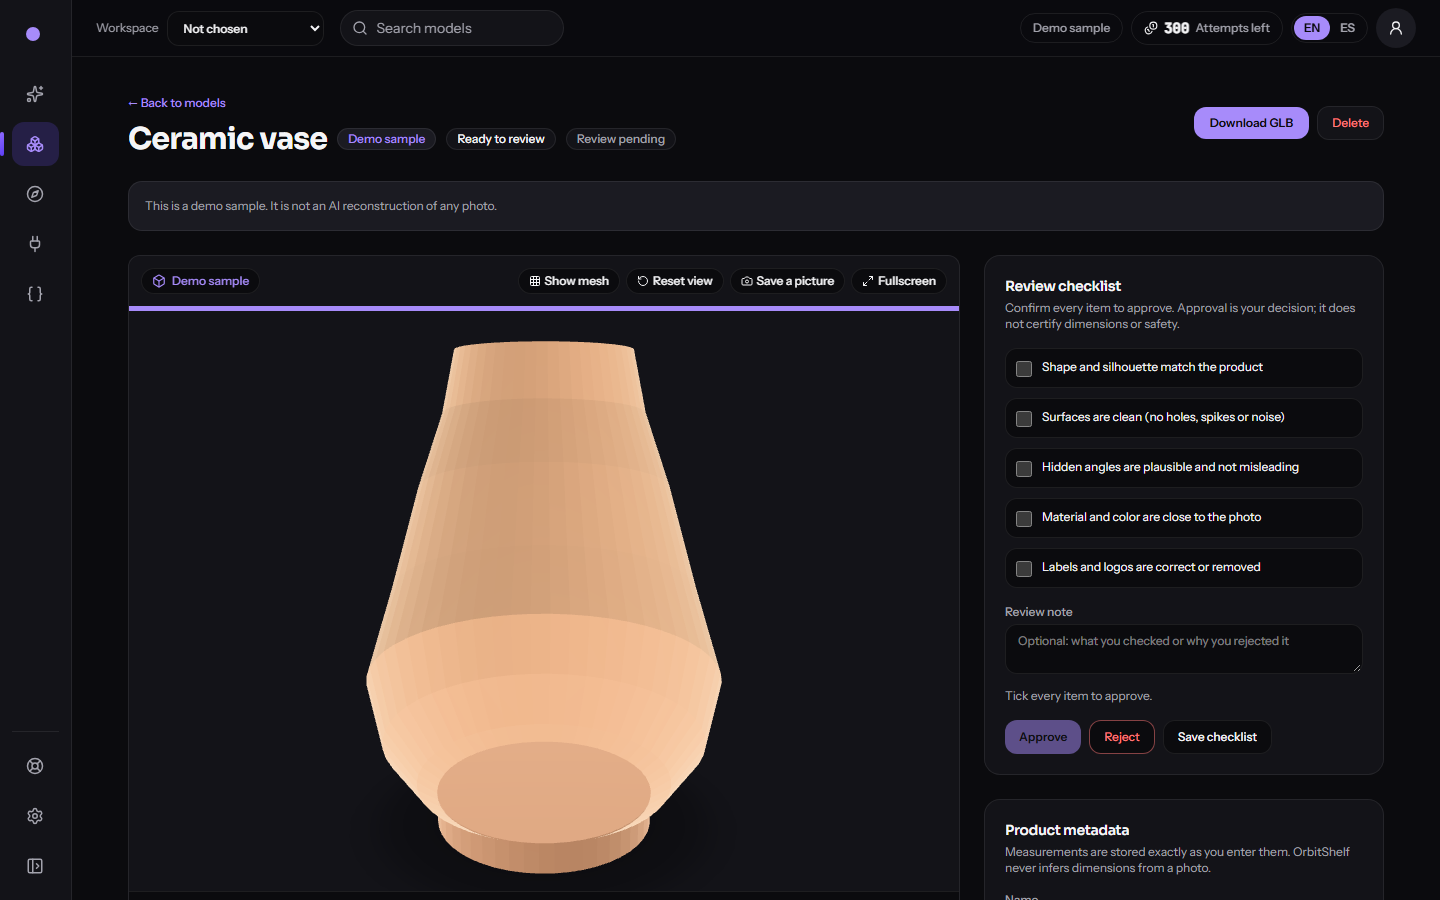 Workspace
Not chosen
Search models
Demo sample
300 Attempts left
EN
ES
← Back to models
Ceramic vase
Demo sample
Ready to review
Review pending
Download GLB
Delete
This is a demo sample. It is not an AI reconstruction of any photo.
Demo sample
Show mesh
Reset view
Save a picture
Fullscreen
Review checklist
Confirm every item to approve. Approval is your decision; it does
not certify dimensions or safety.
Shape and silhouette match the product
Surfaces are clean (no holes, spikes or noise)
Hidden angles are plausible and not misleading
Material and color are close to the photo
Labels and logos are correct or removed
Review note
Optional: what you checked or why you rejected it
Tick every item to approve.
Approve
Reject
Save checklist
Product metadata
Measurements are stored exactly as you enter them. OrbitShelf
never infers dimensions from a photo.
Name